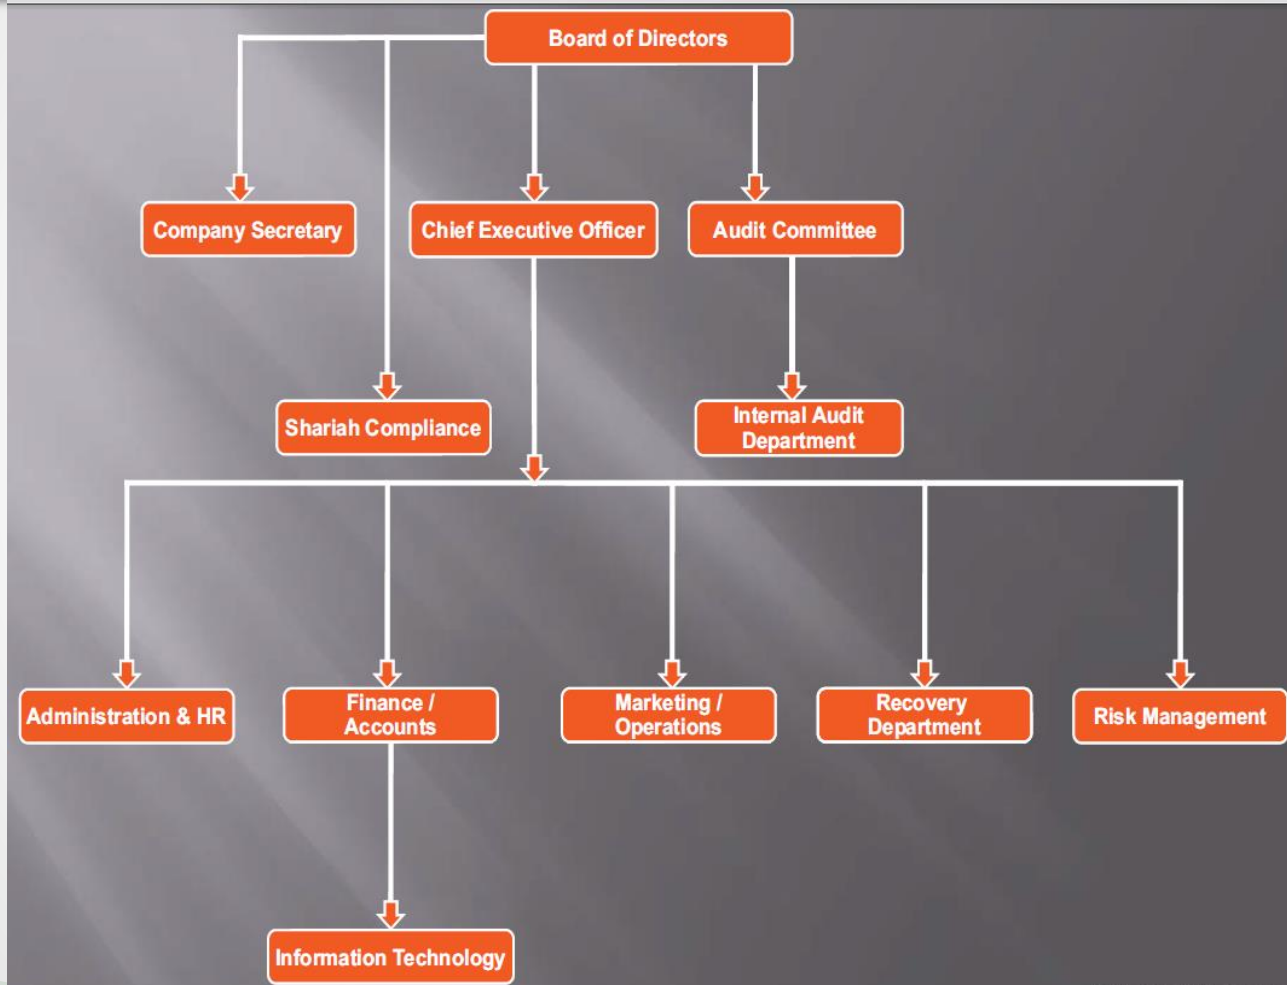 Board of Directors
Company Secretary
Chief Executive Officer
Audit Committee
Shariah Compliance
Internal Audit
Department
Administration & HR
Finance /
Accounts
Marketing /
Operations
Recovery
Department
Risk Management
Information Technology